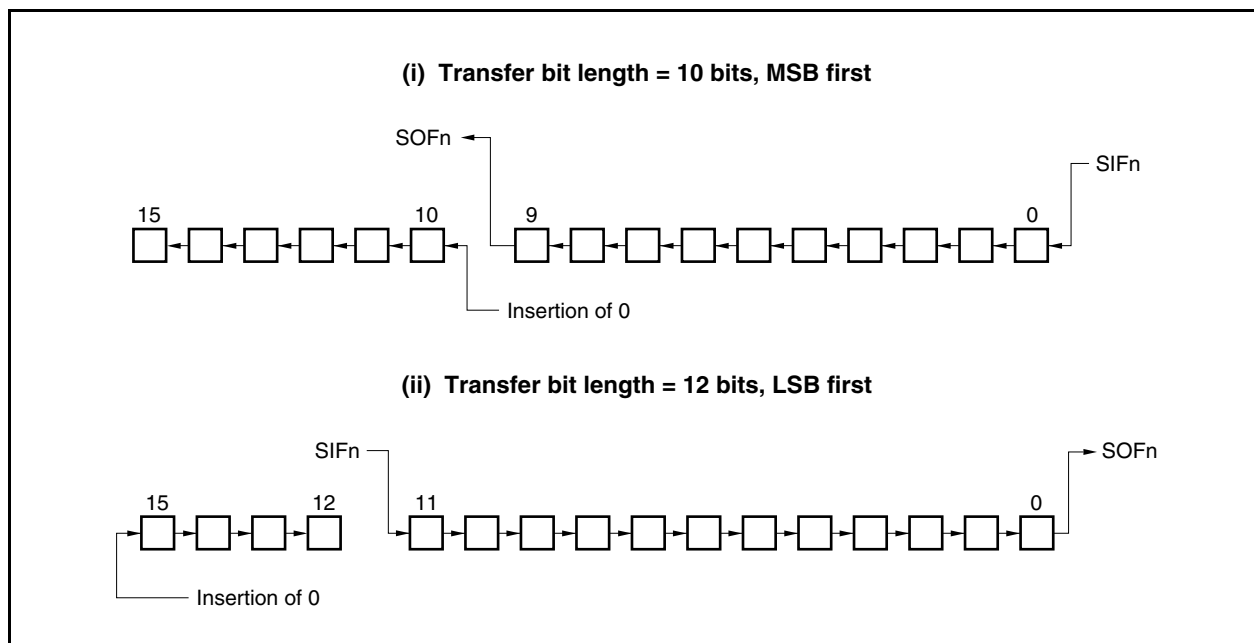 (i) Transfer bit length = 10 bits, MSB first
SOFn
SIFn
15 10 9 0
Insertion of 0
(ii) Transfer bit length = 12 bits, LSB first
SIFn SOFn
15 12 11 0
Insertion of 0